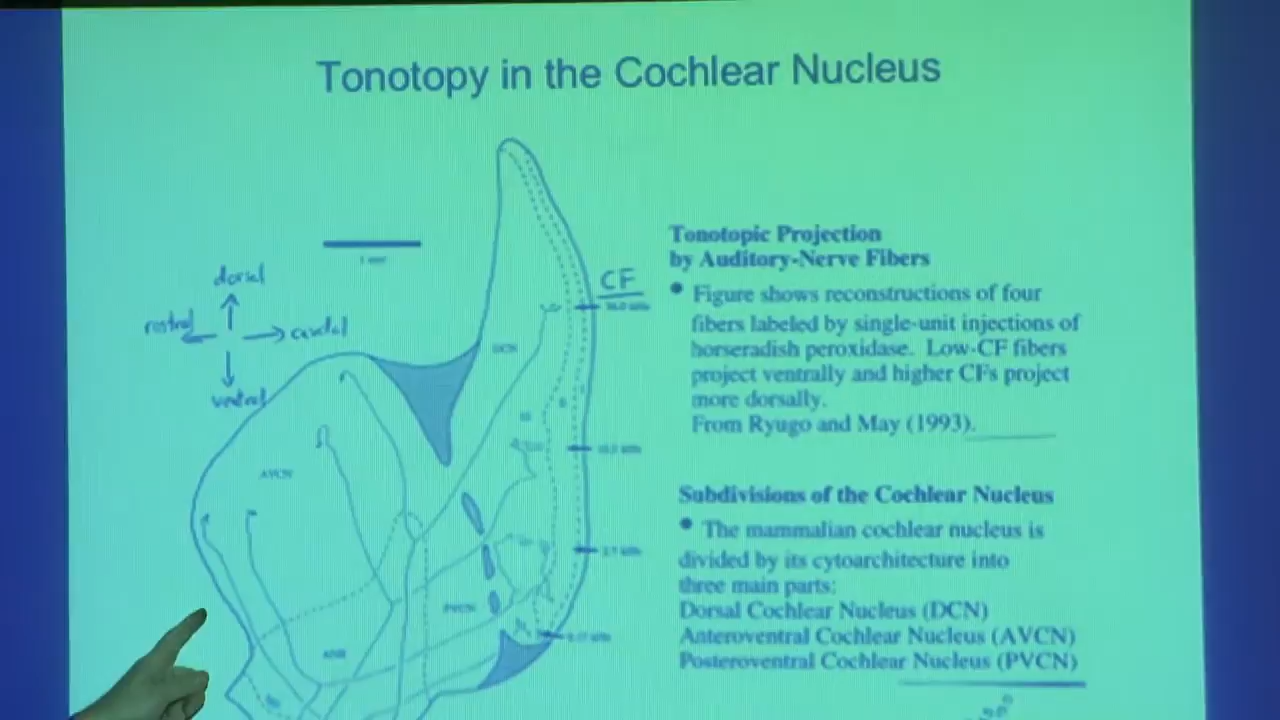 Tonotopy in the Cochlear Nucleus
dorsal
rostral
caudal
ventral
CF
DCN
AVCN
PVCN
ANR
Tonotopic Projection
by Auditory-Nerve Fibers
• Figure shows reconstructions of four
fibers labeled by single-unit injections of
horseradish peroxidase. Low-CF fibers
project ventrally and higher CFs project
more dorsally.
From Ryugo and May (1993).
Subdivisions of the Cochlear Nucleus
• The mammalian cochlear nucleus is
divided by its cytoarchitecture into
three main parts:
Dorsal Cochlear Nucleus (DCN)
Anteroventral Cochlear Nucleus (AVCN)
Posteroventral Cochlear Nucleus (PVCN)